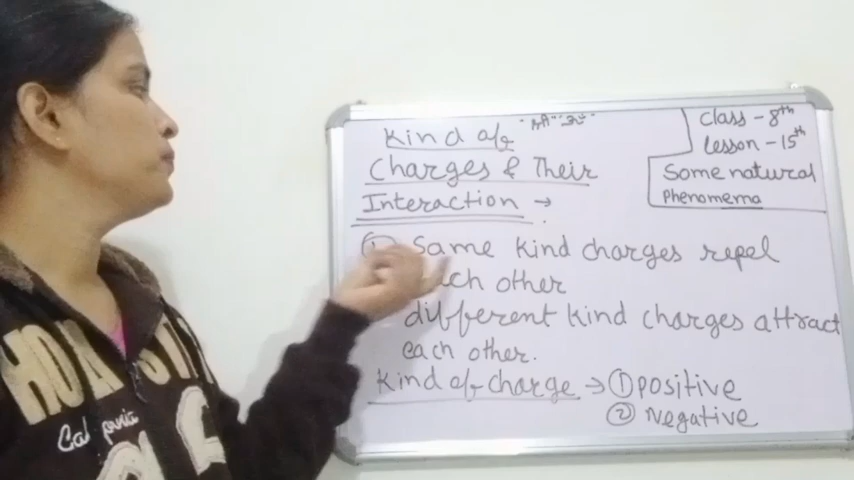 Kind of
Charges & Their
Interaction →
Class - 8th
lesson - 15th
Some natural
Phenomema
① Same kind charges repel
each other
different kind charges attract
each other.
Kind of charge → ① positive
② Negative